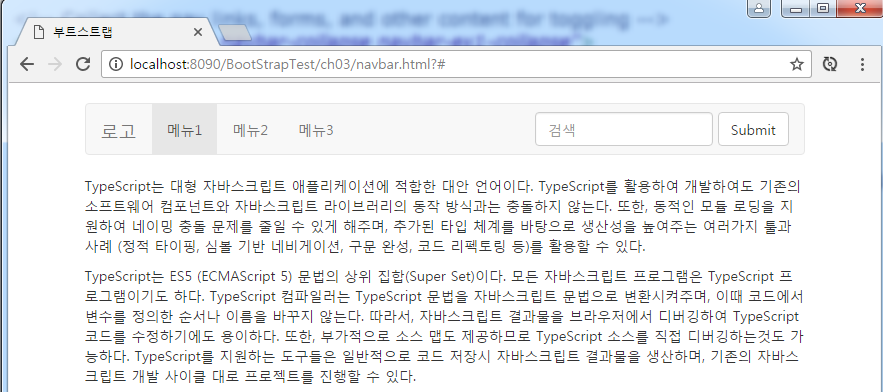 <!-- Collect the nav links, forms, and other content for toggling -->
navbar-collapse navbar-ex1-collapse">
부트스트랩
localhost:8090/BootStrapTest/ch03/navbar.html?#
로고 메뉴1 메뉴2 메뉴3 검색 Submit
TypeScript는 대형 자바스크립트 애플리케이션에 적합한 대안 언어이다. TypeScript를 활용하여 개발하여도 기존의
소프트웨어 컴포넌트와 자바스크립트 라이브러리의 동작 방식과는 충돌하지 않는다. 또한, 동적인 모듈 로딩을 지
원하여 네이밍 충돌 문제를 줄일 수 있게 해주며, 추가된 타입 체계를 바탕으로 생산성을 높여주는 여러가지 툴과
사례 (정적 타이핑, 심볼 기반 네비게이션, 구문 완성, 코드 리펙토링 등)를 활용할 수 있다.
TypeScript는 ES5 (ECMAScript 5) 문법의 상위 집합(Super Set)이다. 모든 자바스크립트 프로그램은 TypeScript 프
로그램이기도 하다. TypeScript 컴파일러는 TypeScript 문법을 자바스크립트 문법으로 변환시켜주며, 이때 코드에서
변수를 정의한 순서나 이름을 바꾸지 않는다. 따라서, 자바스크립트 결과물을 브라우저에서 디버깅하여 TypeScript
코드를 수정하기에도 용이하다. 또한, 부가적으로 소스 맵도 제공하므로 TypeScript 소스를 직접 디버깅하는것도 가
능하다. TypeScript를 지원하는 도구들은 일반적으로 코드 저장시 자바스크립트 결과물을 생산하며, 기존의 자바스
크립트 개발 사이클 대로 프로젝트를 진행할 수 있다.